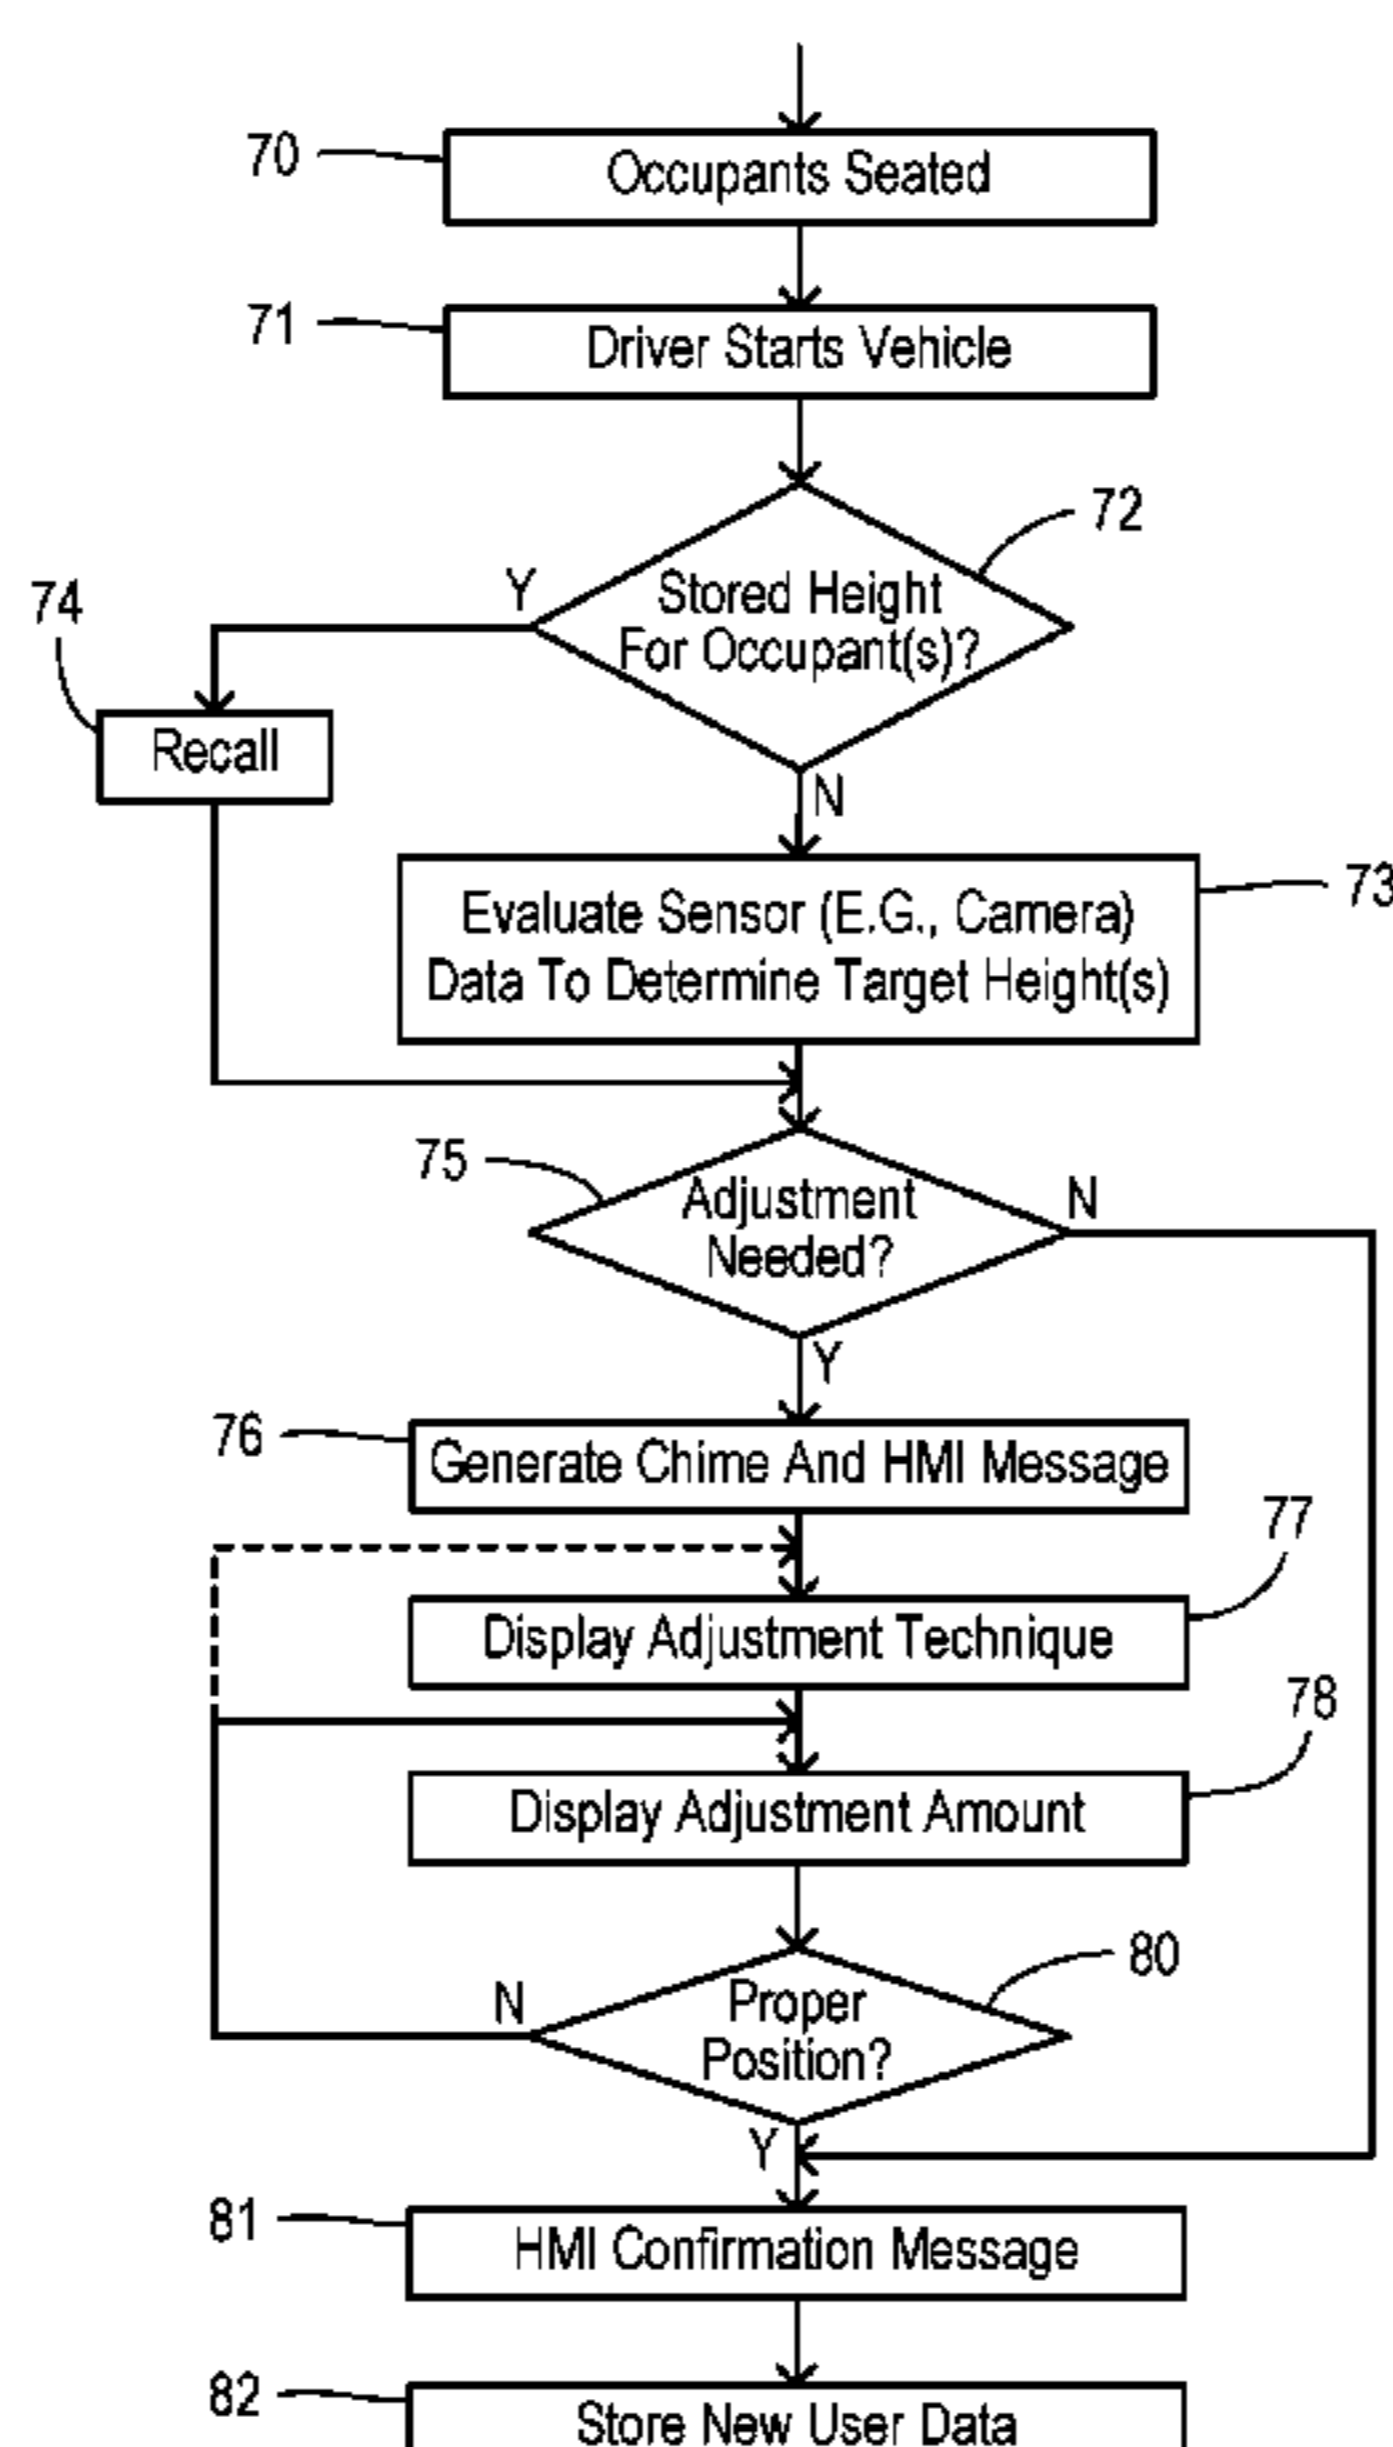 70
Occupants Seated
71
Driver Starts Vehicle
72
Y
Stored Height
For Occupant(s)?
74
Recall
N
73
Evaluate Sensor (E.G., Camera)
Data To Determine Target Height(s)
75
Adjustment
Needed?
N
Y
76
Generate Chime And HMI Message
77
Display Adjustment Technique
78
Display Adjustment Amount
80
N
Proper
Position?
Y
81
HMI Confirmation Message
82
Store New User Data